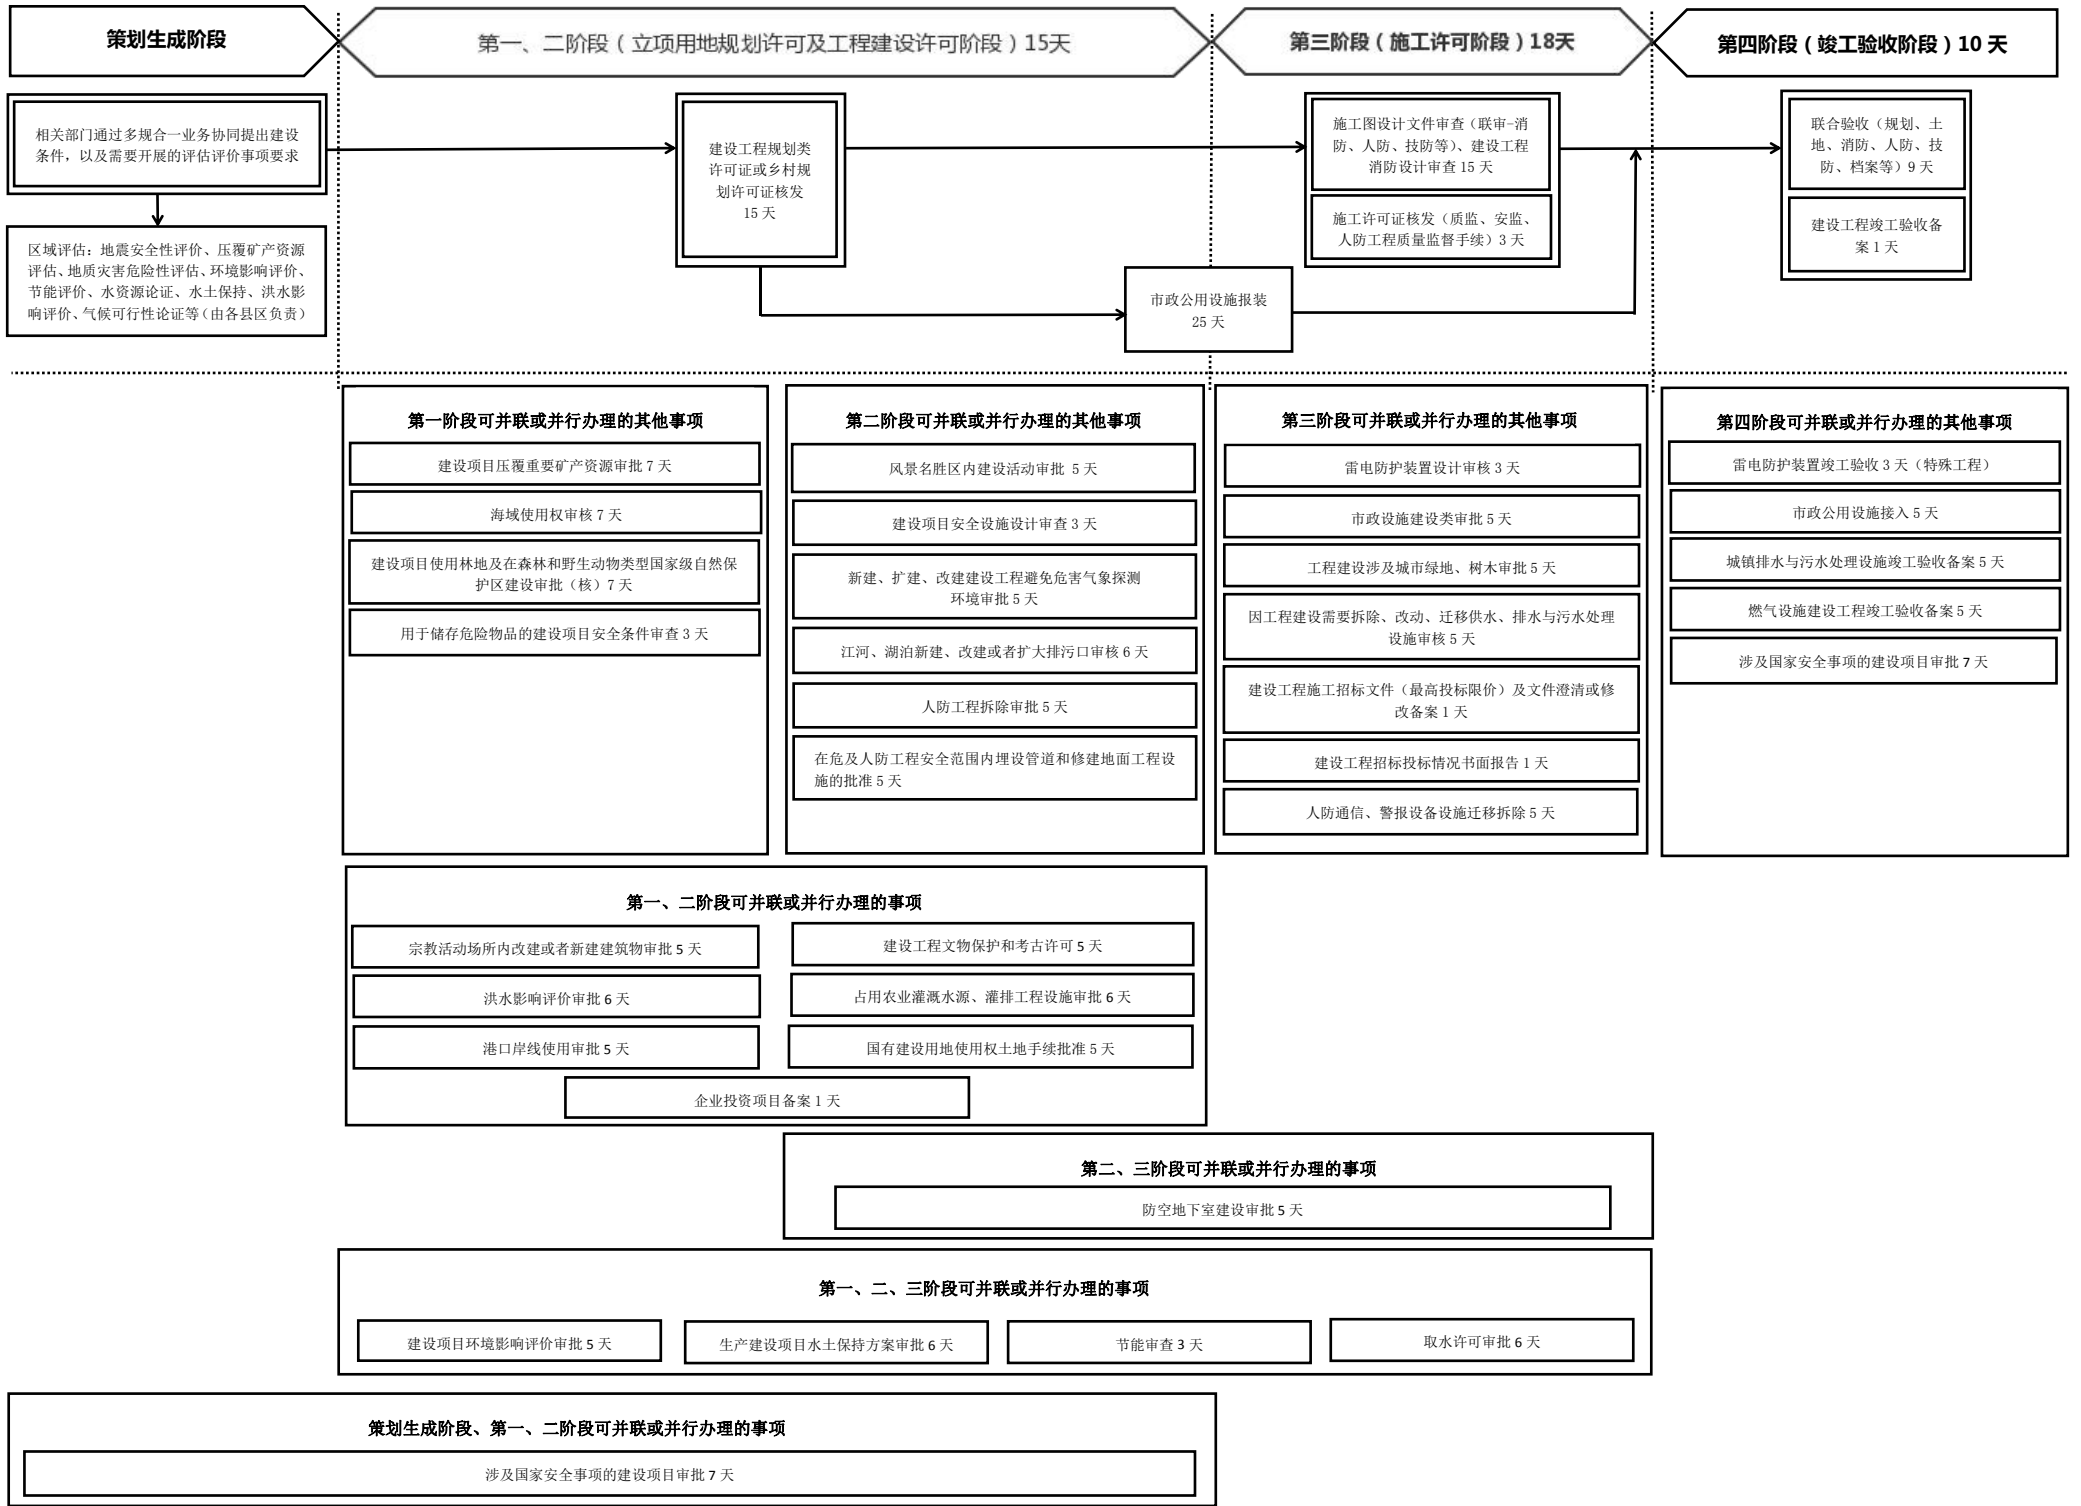 策划生成阶段
第一、二阶段（立项用地规划许可及工程建设许可阶段）15天
第三阶段（施工许可阶段）18天
第四阶段（竣工验收阶段）10 天
相关部门通过多规合一业务协同提出建设
条件，以及需要开展的评估评价事项要求
区域评估：地震安全性评价、压覆矿产资源
评估、地质灾害危险性评估、环境影响评价、
节能评价、水资源论证、水土保持、洪水影
响评价、气候可行性论证等（由各县区负责）
建设工程规划类
许可证或乡村规
划许可证核发
15 天
市政公用设施报装
25 天
施工图设计文件审查（联审-消
防、人防、技防等）、建设工程
消防设计审查 15 天
施工许可证核发（质监、安监、
人防工程质量监督手续）3 天
联合验收（规划、土
地、消防、人防、技
防、档案等）9 天
建设工程竣工验收备
案 1 天
第一阶段可并联或并行办理的其他事项
建设项目压覆重要矿产资源审批 7 天
海域使用权审核 7 天
建设项目使用林地及在森林和野生动物类型国家级自然保
护区建设审批（核）7 天
用于储存危险物品的建设项目安全条件审查 3 天
第二阶段可并联或并行办理的其他事项
风景名胜区内建设活动审批 5 天
建设项目安全设施设计审查 3 天
新建、扩建、改建建设工程避免危害气象探测
环境审批 5 天
江河、湖泊新建、改建或者扩大排污口审核 6 天
人防工程拆除审批 5 天
在危及人防工程安全范围内埋设管道和修建地面工程设
施的批准 5 天
第三阶段可并联或并行办理的其他事项
雷电防护装置设计审核 3 天
市政设施建设类审批 5 天
工程建设涉及城市绿地、树木审批 5 天
因工程建设需要拆除、改动、迁移供水、排水与污水处理
设施审核 5 天
建设工程施工招标文件（最高投标限价）及文件澄清或修
改备案 1 天
建设工程招标投标情况书面报告 1 天
人防通信、警报设备设施迁移拆除 5 天
第四阶段可并联或并行办理的其他事项
雷电防护装置竣工验收 3 天（特殊工程）
市政公用设施接入 5 天
城镇排水与污水处理设施竣工验收备案 5 天
燃气设施建设工程竣工验收备案 5 天
涉及国家安全事项的建设项目审批 7 天
第一、二阶段可并联或并行办理的事项
宗教活动场所内改建或者新建建筑物审批 5 天
建设工程文物保护和考古许可 5 天
洪水影响评价审批 6 天
占用农业灌溉水源、灌排工程设施审批 6 天
港口岸线使用审批 5 天
国有建设用地使用权土地手续批准 5 天
企业投资项目备案 1 天
第二、三阶段可并联或并行办理的事项
防空地下室建设审批 5 天
第一、二、三阶段可并联或并行办理的事项
建设项目环境影响评价审批 5 天
生产建设项目水土保持方案审批 6 天
节能审查 3 天
取水许可审批 6 天
策划生成阶段、第一、二阶段可并联或并行办理的事项
涉及国家安全事项的建设项目审批 7 天